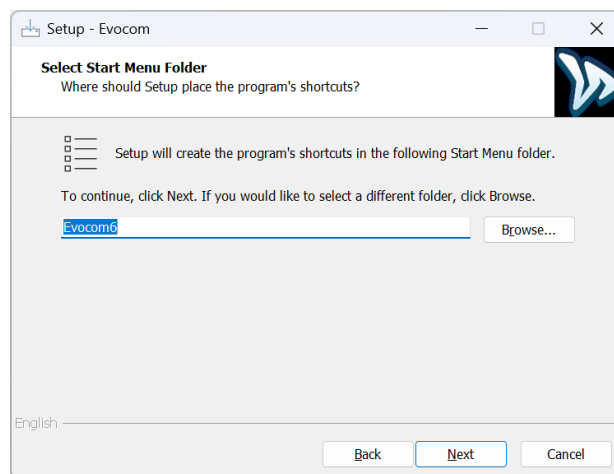 Setup - Evocom
Select Start Menu Folder
Where should Setup place the program's shortcuts?
Setup will create the program's shortcuts in the following Start Menu folder.
To continue, click Next. If you would like to select a different folder, click Browse.
Evocom6
Browse...
English
Back
Next
Cancel